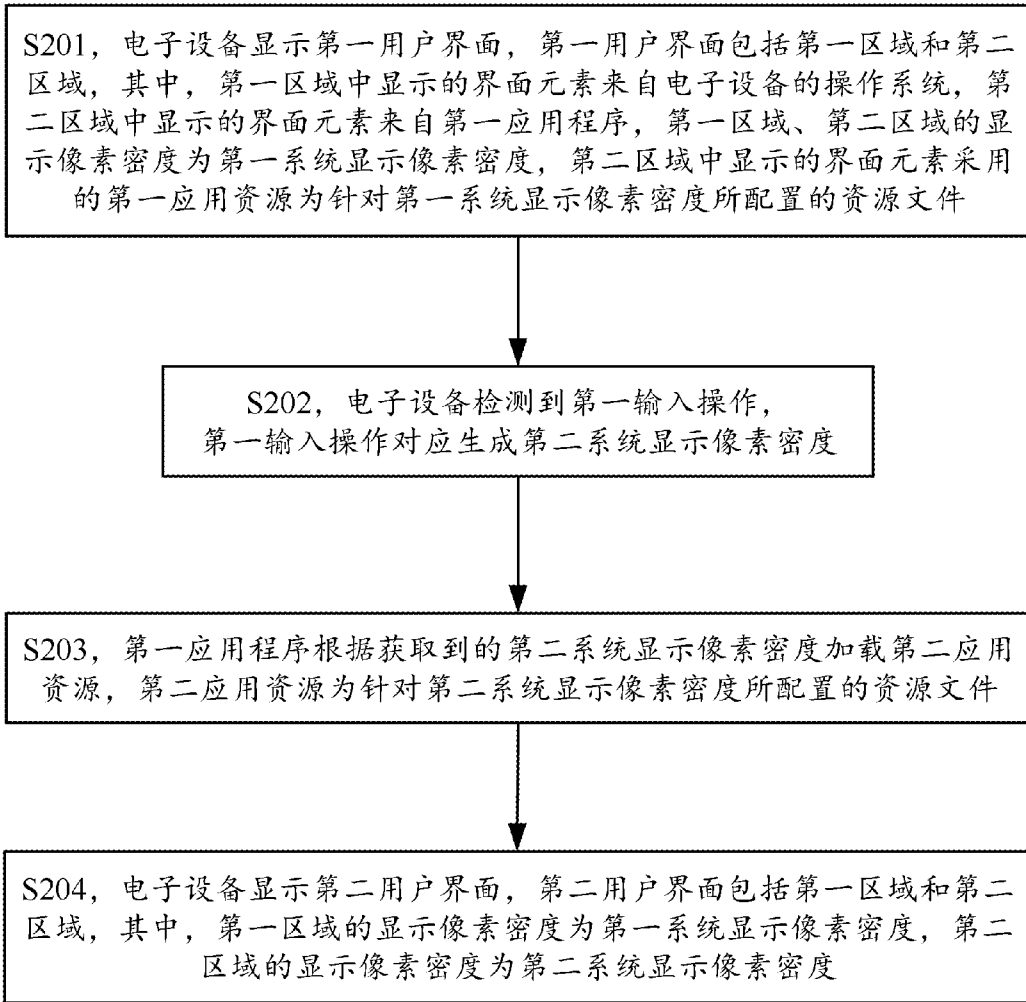 S201，电子设备显示第一用户界面，第一用户界面包括第一区域和第二
区域，其中，第一区域中显示的界面元素来自电子设备的操作系统，第
二区域中显示的界面元素来自第一应用程序，第一区域、第二区域的显
示像素密度为第一系统显示像素密度，第二区域中显示的界面元素采用
的第一应用资源为针对第一系统显示像素密度所配置的资源文件
S202，电子设备检测到第一输入操作，
第一输入操作对应生成第二系统显示像素密度
S203，第一应用程序根据获取到的第二系统显示像素密度加载第二应用
资源，第二应用资源为针对第二系统显示像素密度所配置的资源文件
S204，电子设备显示第二用户界面，第二用户界面包括第一区域和第二
区域，其中，第一区域的显示像素密度为第一系统显示像素密度，第二
区域的显示像素密度为第二系统显示像素密度